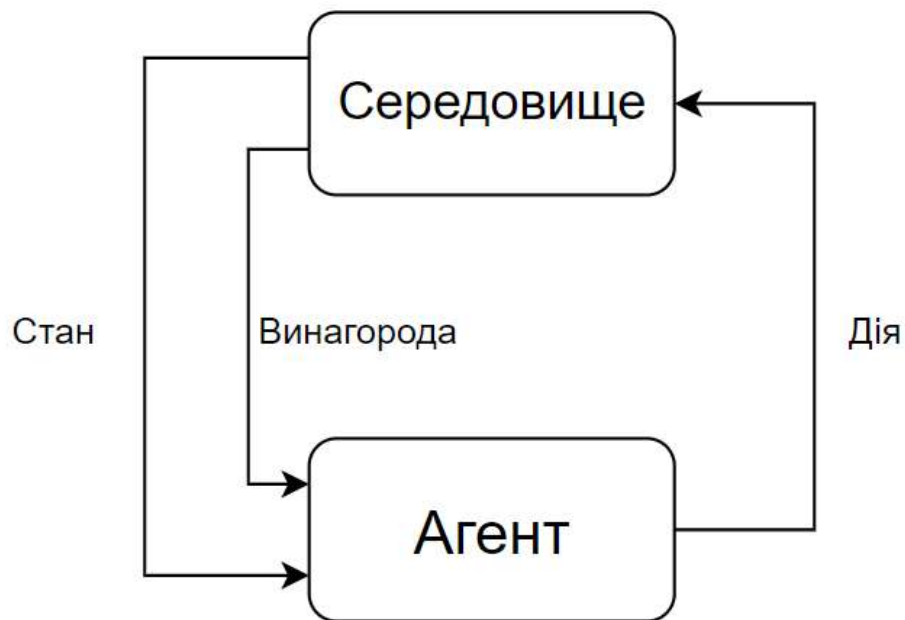 Середовище
Стан
Винагорода
Дія
Агент